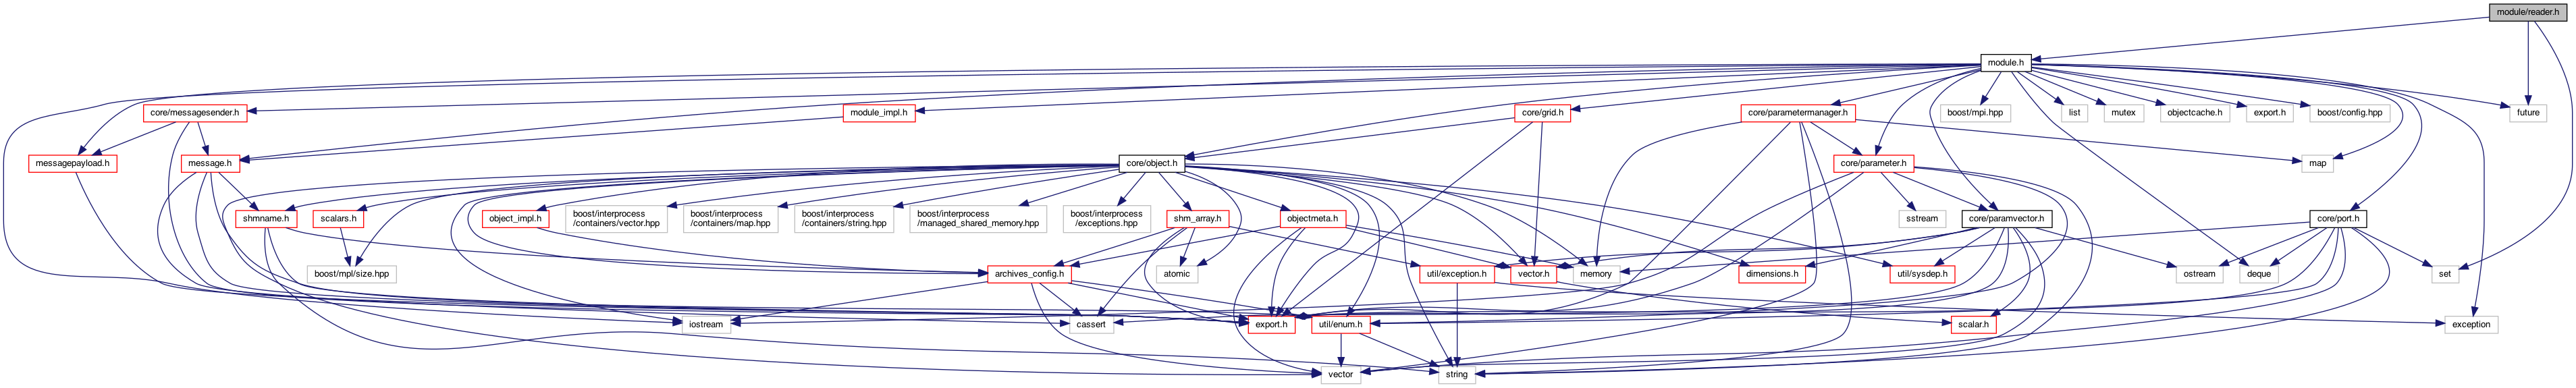 module/reader.h
module.h
core/messagesender.h
module_impl.h
core/grid.h
core/parametermanager.h
boost/mpi.hpp
list
mutex
objectcache.h
export.h
boost/config.hpp
future
messagepayload.h
message.h
core/object.h
core/parameter.h
map
shmname.h
scalars.h
object_impl.h
boost/interprocess
/containers/vector.hpp
boost/interprocess
/containers/map.hpp
boost/interprocess
/containers/string.hpp
boost/interprocess
/managed_shared_memory.hpp
boost/interprocess
/exceptions.hpp
shm_array.h
objectmeta.h
sstream
core/paramvector.h
core/port.h
boost/mpl/size.hpp
archives_config.h
atomic
util/exception.h
vector.h
memory
dimensions.h
util/sysdep.h
ostream
deque
set
iostream
cassert
export.h
util/enum.h
scalar.h
exception
vector
string